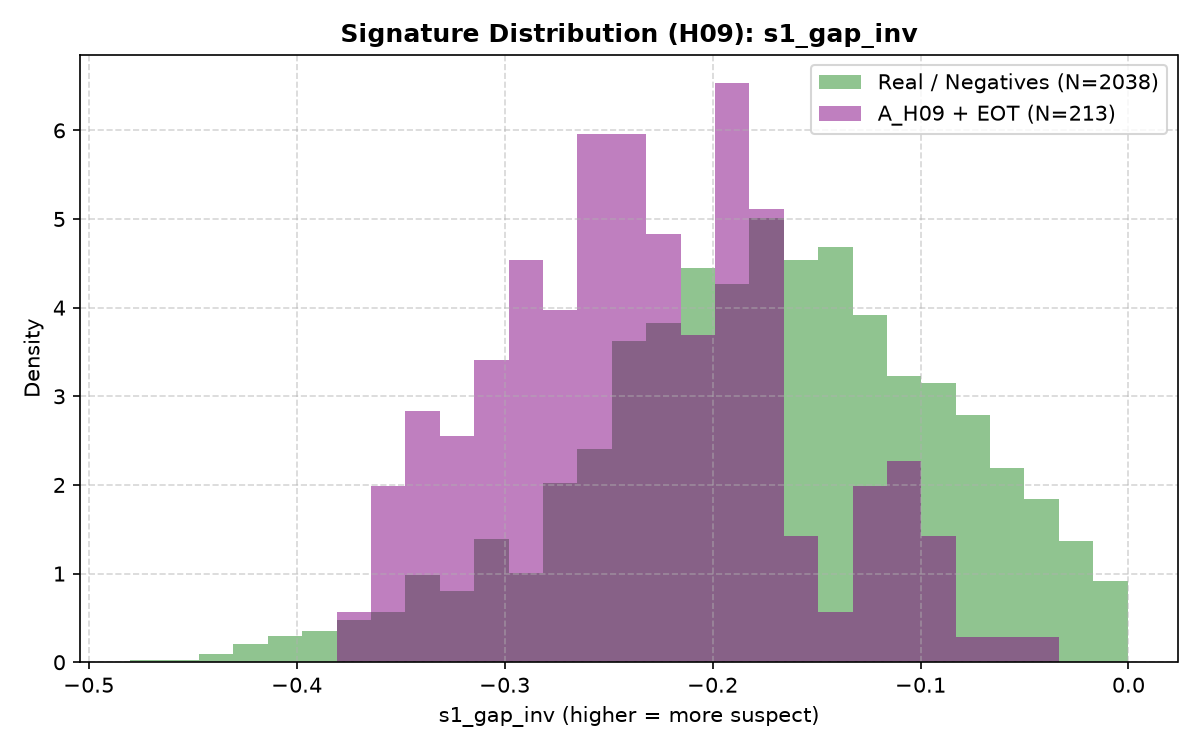 Signature Distribution (H09): s1_gap_inv
Real / Negatives (N=2038)
A_H09 + EOT (N=213)
Density
6
5
4
3
2
1
0
−0.5
−0.4
−0.3
−0.2
−0.1
0.0
s1_gap_inv (higher = more suspect)